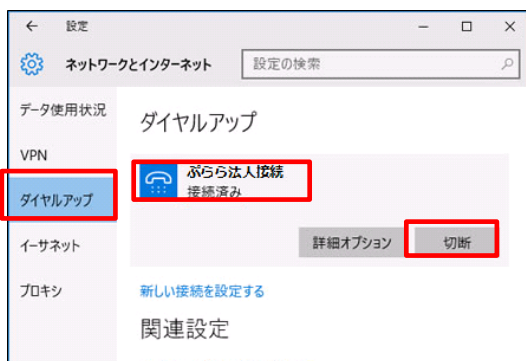 設定
ネットワークとインターネット
設定の検索
データ使用状況
VPN
ダイヤルアップ
イーサネット
プロキシ
ダイヤルアップ
ぷらら法人接続
接続済み
詳細オプション
切断
新しい接続を設定する
関連設定